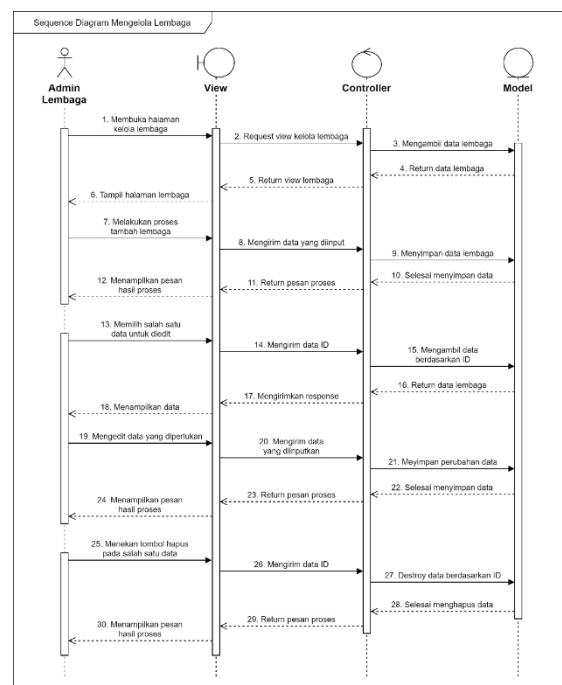 Sequence Diagram Mengelola Lembaga
Admin
Lembaga
View
Controller
Model
1. Membuka halaman
kelola lembaga
2. Request view kelola lembaga
3. Mengambil data lembaga
4. Return data lembaga
5. Return view lembaga
6. Tampil halaman lembaga
7. Melakukan proses
tambah lembaga
8. Mengirim data yang diinput
9. Menyimpan data lembaga
10. Selesai menyimpan data
11. Return pesan proses
12. Menampilkan pesan
hasil proses
13. Memilih salah satu
data untuk diedit
14. Mengirim data ID
15. Mengambil data
berdasarkan ID
16. Return data lembaga
17. Mengirimkan response
18. Menampilkan data
19. Mengedit data yang diperlukan
20. Mengirim data
yang diinputkan
21. Meyimpan perubahan data
22. Selesai menyimpan data
23. Return pesan proses
24. Menampilkan pesan
hasil proses
25. Menekan tombol hapus
pada salah satu data
26. Mengirim data ID
27. Destroy data berdasarkan ID
28. Selesai menghapus data
29. Return pesan proses
30. Menampilkan pesan
hasil proses